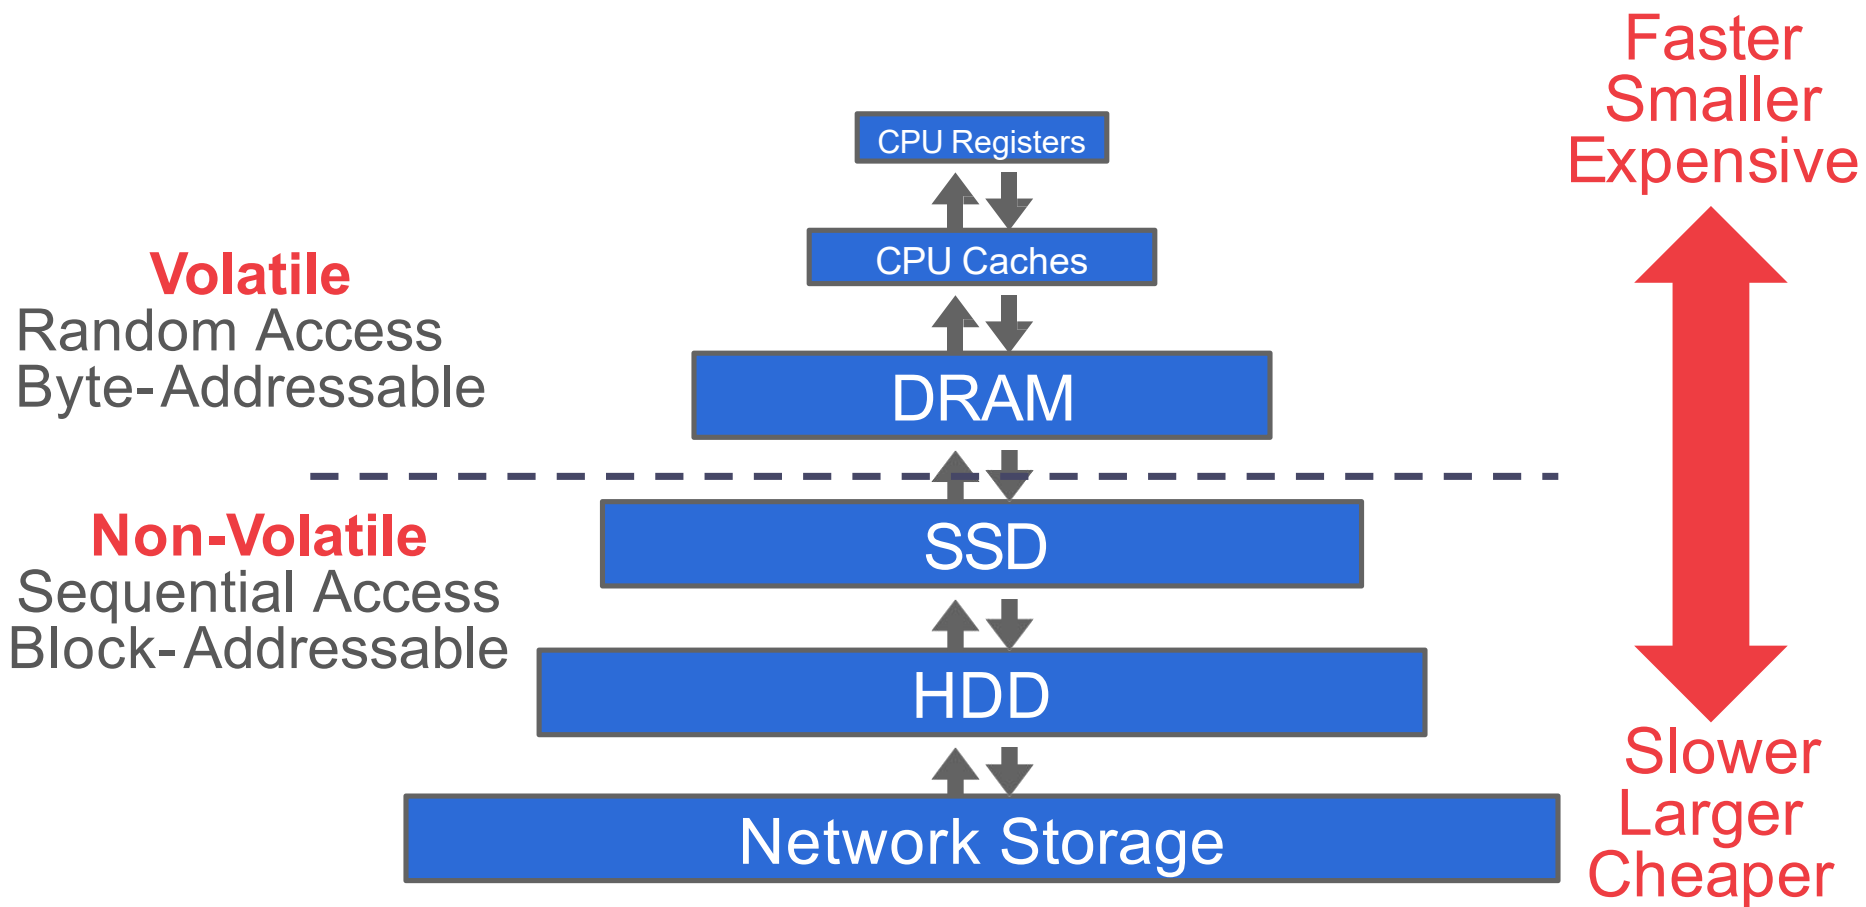 Faster
Smaller
Expensive
CPU Registers
CPU Caches
Volatile
Random Access
Byte-Addressable
DRAM
Non-Volatile
Sequential Access
Block-Addressable
SSD
HDD
Network Storage
Slower
Larger
Cheaper